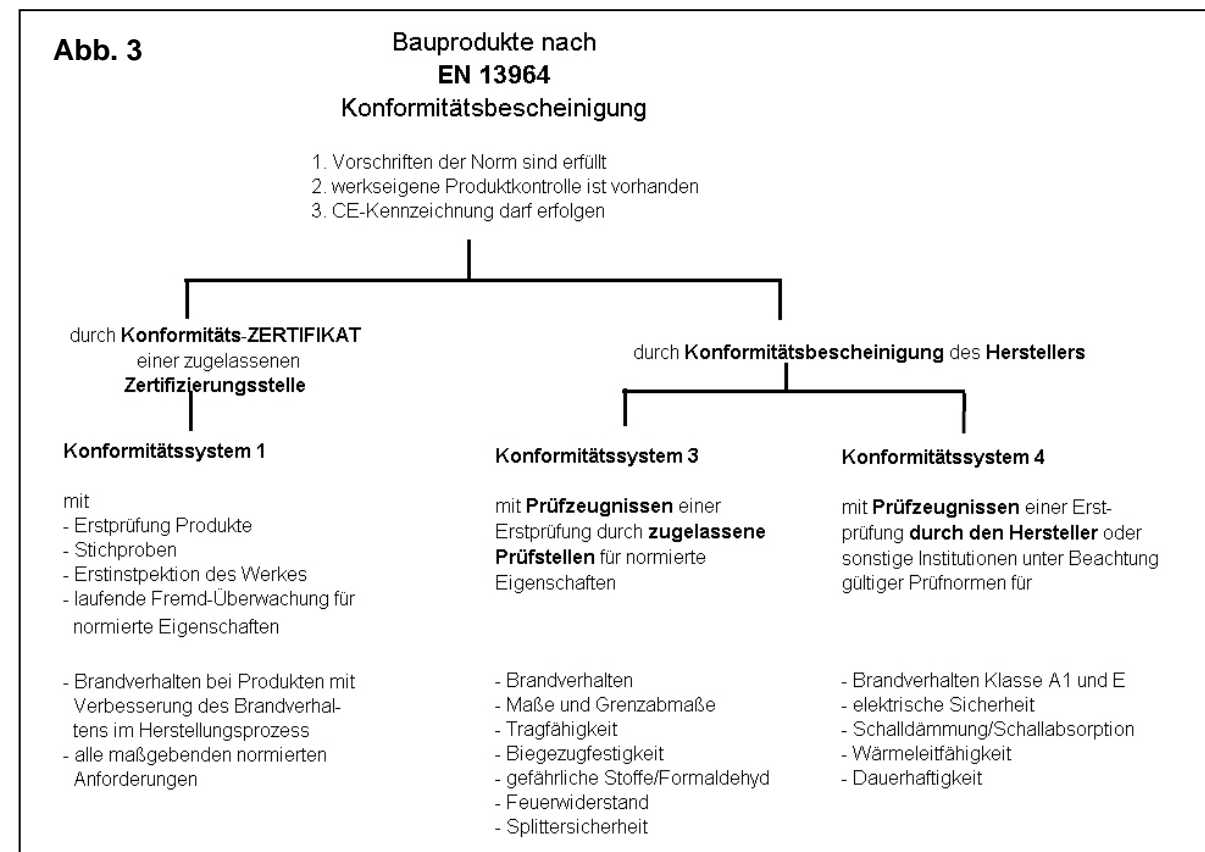 Abb. 3
Bauprodukte nach
EN 13964
Konformitätsbescheinigung
1. Vorschriften der Norm sind erfüllt
2. werkseigene Produktkontrolle ist vorhanden
3. CE-Kennzeichnung darf erfolgen
durch Konformitäts-ZERTIFIKAT
einer zugelassenen
Zertifizierungsstelle
durch Konformitätsbescheinigung des Herstellers
Konformitätssystem 1
mit
- Erstprüfung Produkte
- Stichproben
- Erstinstpektion des Werkes
- laufende Fremd-Überwachung für
normierte Eigenschaften
- Brandverhalten bei Produkten mit
Verbesserung des Brandverhal-
tens im Herstellungsprozess
- alle maßgebenden normierten
Anforderungen
Konformitätssystem 3
mit Prüfzeugnissen einer
Erstprüfung durch zugelassene
Prüfstellen für normierte
Eigenschaften
- Brandverhalten
- Maße und Grenzabmaße
- Tragfähigkeit
- Biegezugfestigkeit
- gefährliche Stoffe/Formaldehyd
- Feuerwiderstand
- Splittersicherheit
Konformitätssystem 4
mit Prüfzeugnissen einer Erst-
prüfung durch den Hersteller oder
sonstige Institutionen unter Beachtung
gültiger Prüfnormen für
- Brandverhalten Klasse A1 und E
- elektrische Sicherheit
- Schalldämmung/Schallabsorption
- Wärmeleitfähigkeit
- Dauerhaftigkeit